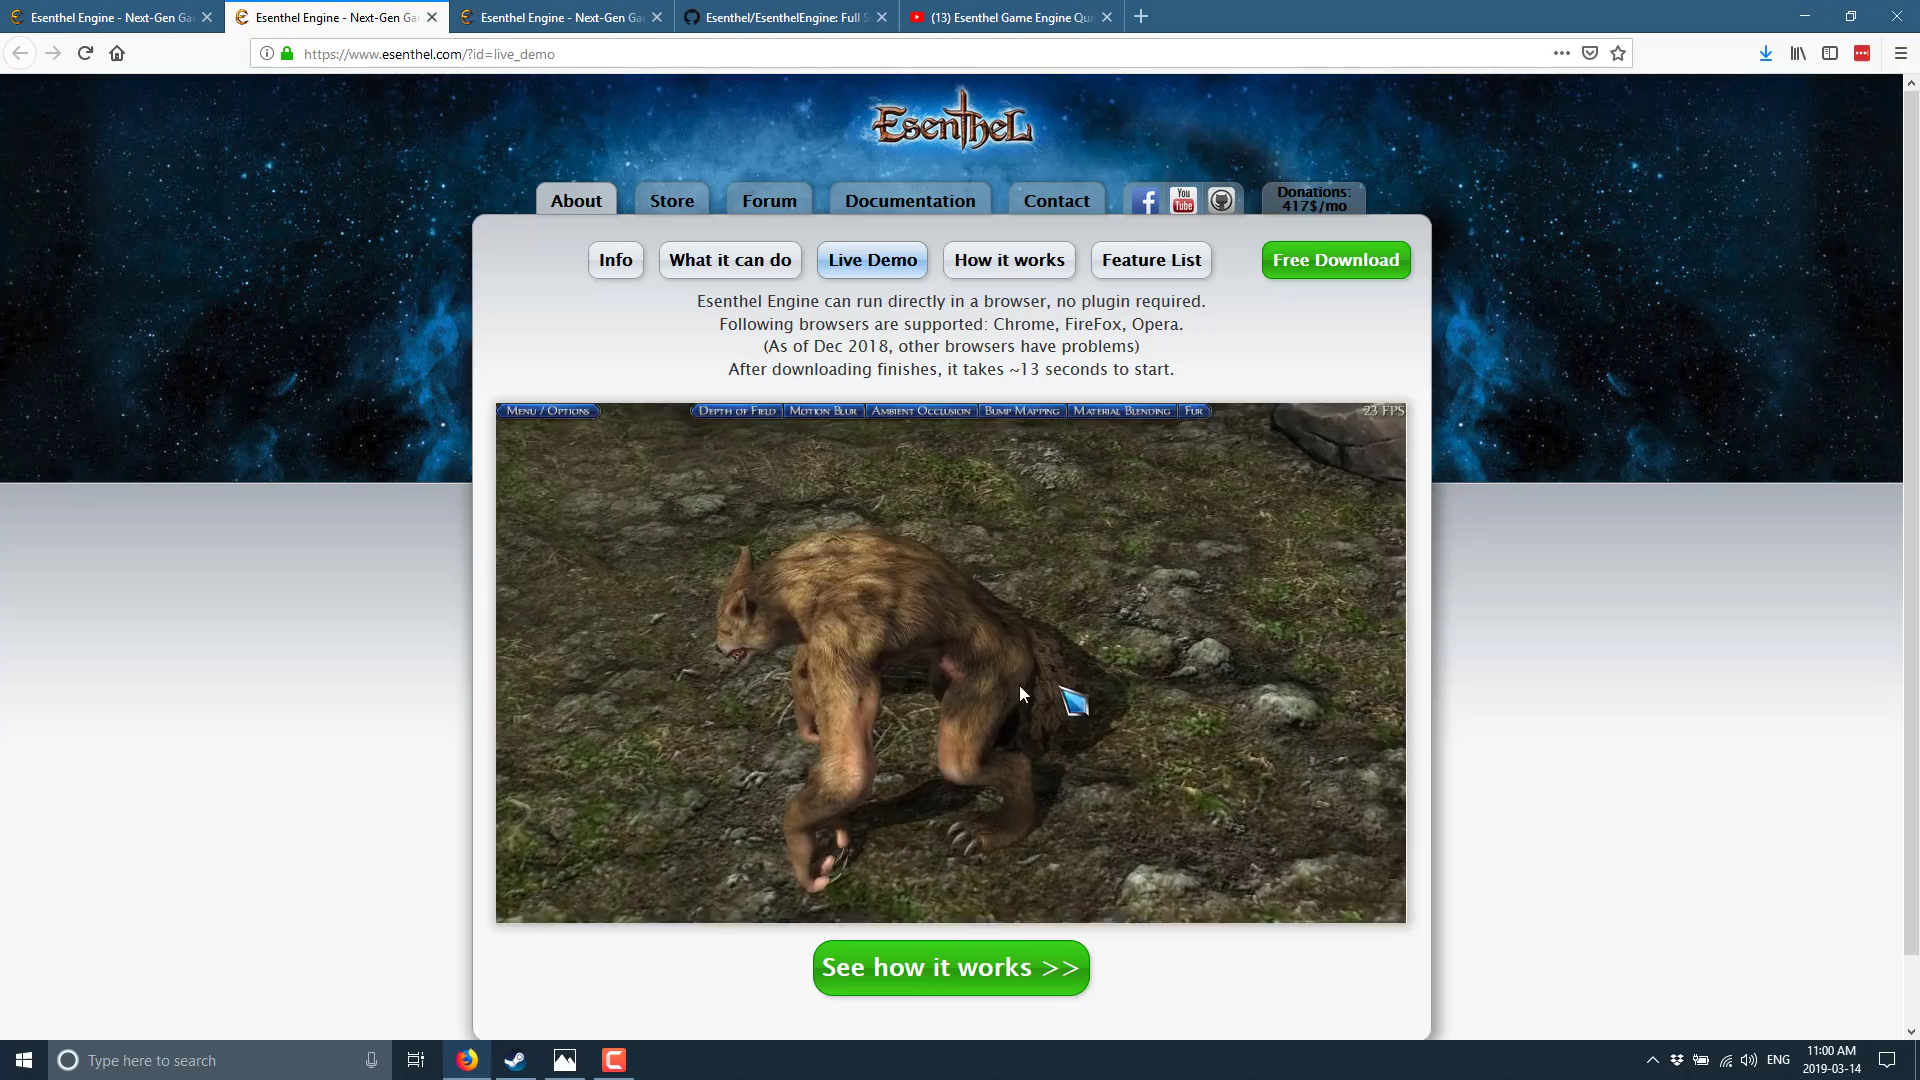 Esenthel Engine - Next-Gen Ga
Esenthel Engine - Next-Gen Ga
Esenthel Engine - Next-Gen Ga
Esenthel/EsenthelEngine: Full S
(13) Esenthel Game Engine Qui
https://www.esenthel.com/?id=live_demo
Esenthel
About
Store
Forum
Documentation
Contact
f
You Tube
Donations:
417$/mo
Info
What it can do
Live Demo
How it works
Feature List
Free Download
Esenthel Engine can run directly in a browser, no plugin required.
Following browsers are supported: Chrome, FireFox, Opera.
(As of Dec 2018, other browsers have problems)
After downloading finishes, it takes ~13 seconds to start.
Menu / Options
Depth of Field
Motion Blur
Ambient Occlusion
Bump Mapping
Material Blending
Fur
23 FPS
See how it works >>
Type here to search
ENG
11:00 AM
2019-03-14